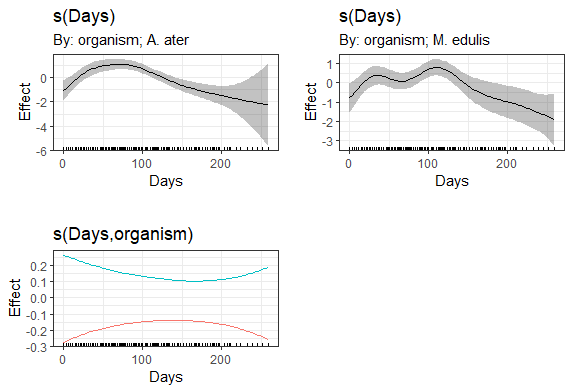 s(Days)
By: organism; A. ater
0
-2
-4
-6
Effect
0
100
200
Days
s(Days)
By: organism; M. edulis
1
0
-1
-2
-3
Effect
0
100
200
Days
s(Days,organism)
0.2
0.1
0.0
-0.1
-0.2
-0.3
Effect
0
100
200
Days